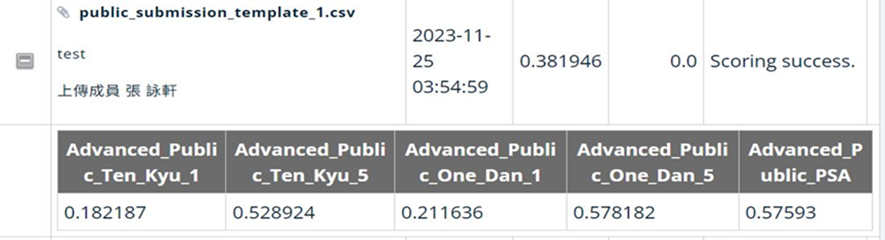 public_submission_template_1.csv
test
上傳成員 張 詠軒
2023-11-
25
03:54:59
0.381946
0.0
Scoring success.
Advanced_Publi
c_Ten_Kyu_1
Advanced_Publi
c_Ten_Kyu_5
Advanced_Publi
c_One_Dan_1
Advanced_Publi
c_One_Dan_5
Advanced_P
ublic_PSA
0.182187
0.528924
0.211636
0.578182
0.57593